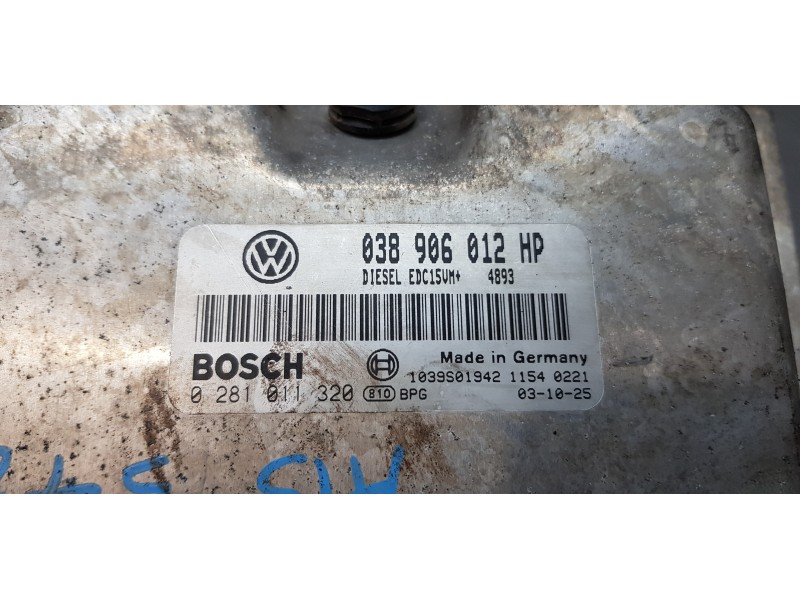 VW
038 906 012 HP
DIESEL EDC15VM+ 4893
BOSCH
Made in Germany
1039S01942 1154 0221
0 281 011 320 810 BPG 03-10-25